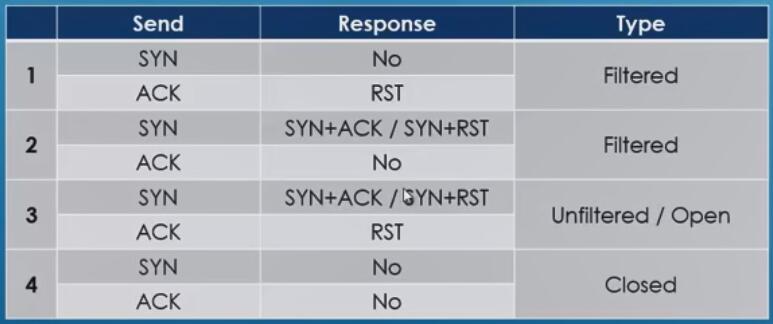 Send Response Type
1 SYN No Filtered
ACK RST
2 SYN SYN+ACK / SYN+RST Filtered
ACK No
3 SYN SYN+ACK / SYN+RST Unfiltered / Open
ACK RST
4 SYN No Closed
ACK No